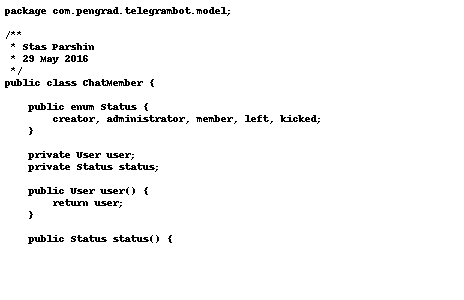 package com.pengrad.telegrambot.model;

/**
 * Stas Parshin
 * 29 May 2016
 */
public class ChatMember {

    public enum Status {
        creator, administrator, member, left, kicked;
    }

    private User user;
    private Status status;

    public User user() {
        return user;
    }

    public Status status() {